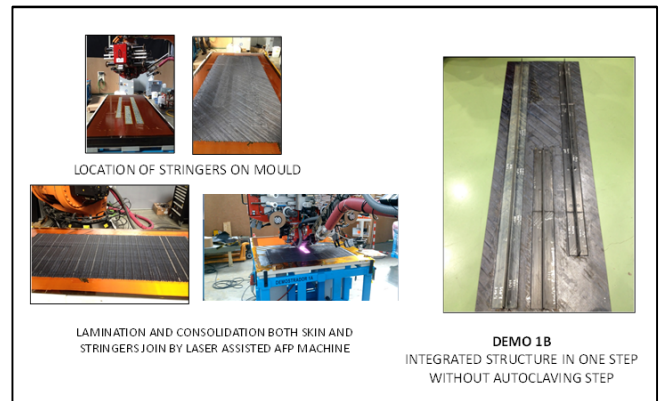 LOCATION OF STRINGERS ON MOULD
LAMINATION AND CONSOLIDATION BOTH SKIN AND
STRINGERS JOIN BY LASER ASSISTED AFP MACHINE
DEMO 1B
INTEGRATED STRUCTURE IN ONE STEP
WITHOUT AUTOCLAVING STEP